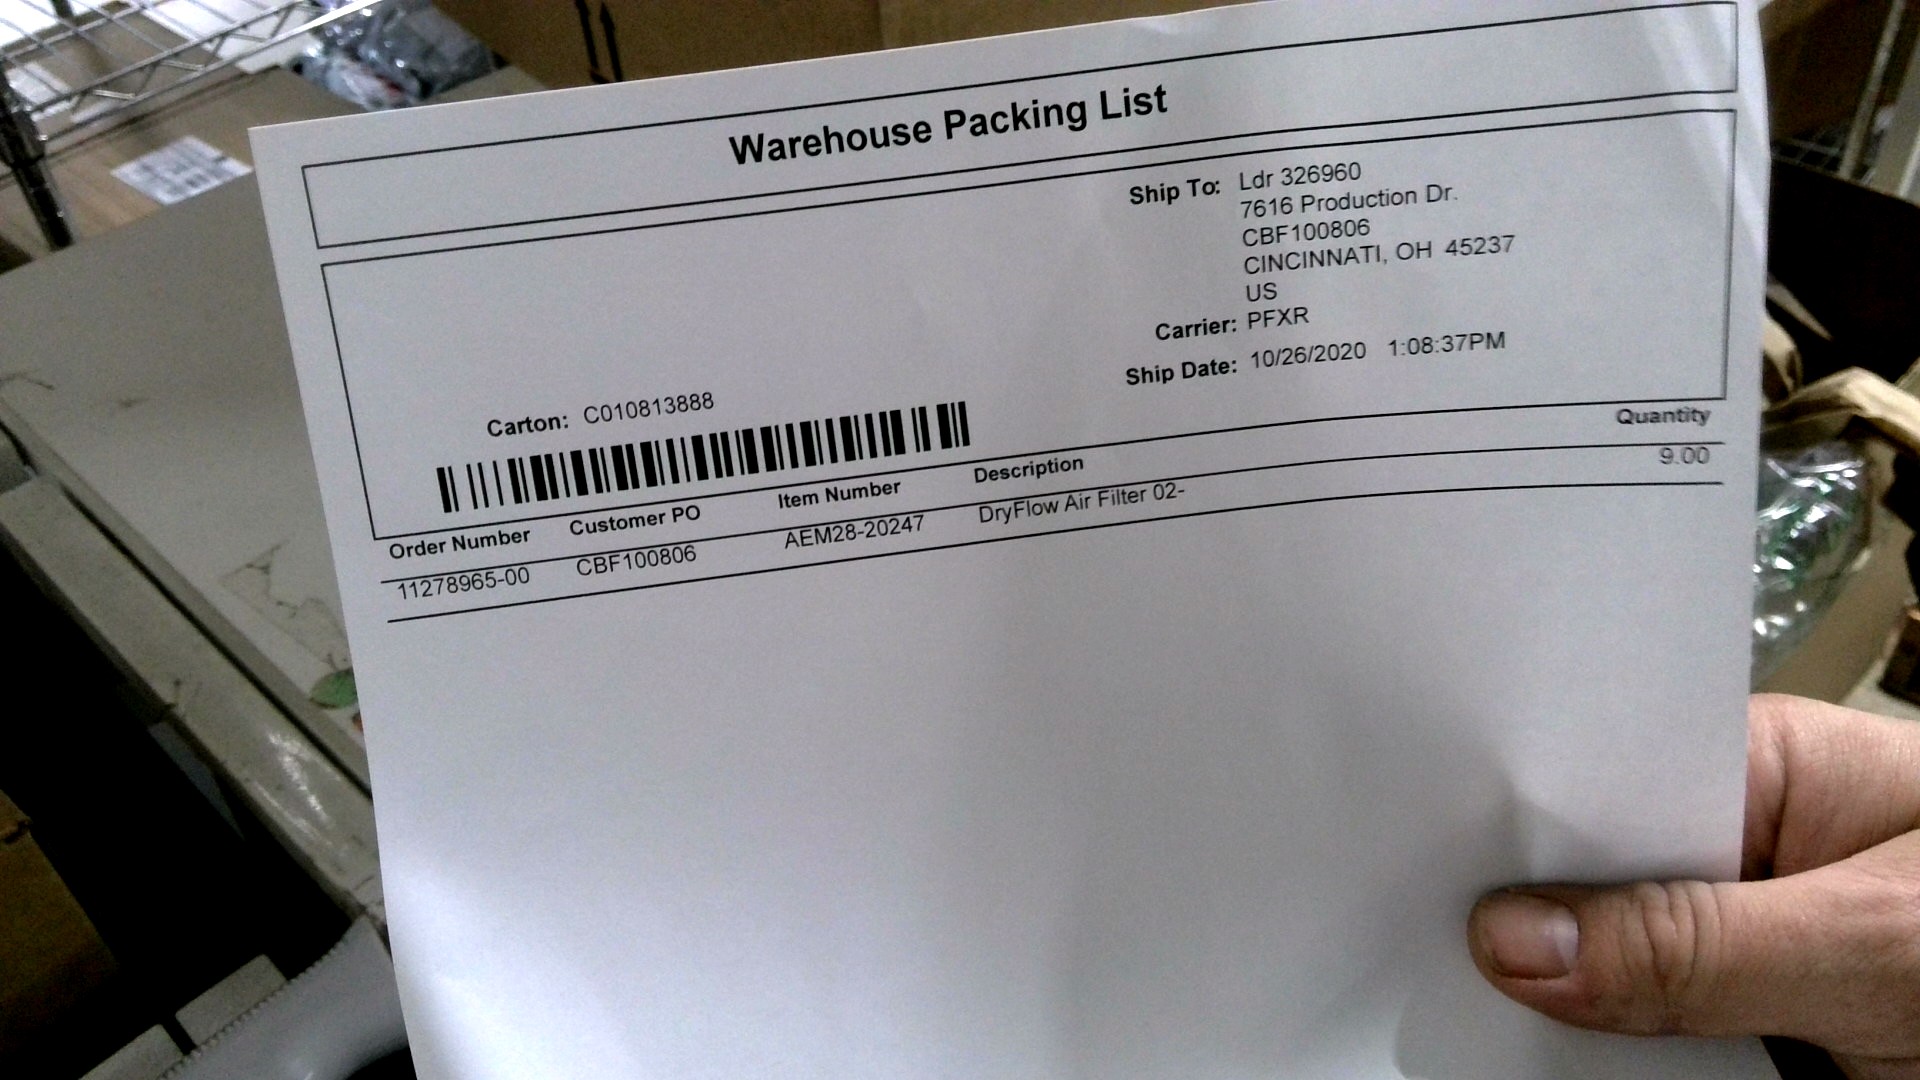 Warehouse Packing List
Ship To: Ldr 326960
7616 Production Dr.
CBF100806
CINCINNATI, OH 45237
US
Carrier: PFXR
Ship Date: 10/26/2020 1:08:37PM
Carton: C010813888
Order Number Customer PO Item Number Description Quantity
11278965-00 CBF100806 AEM28-20247 DryFlow Air Filter 02- 9.00